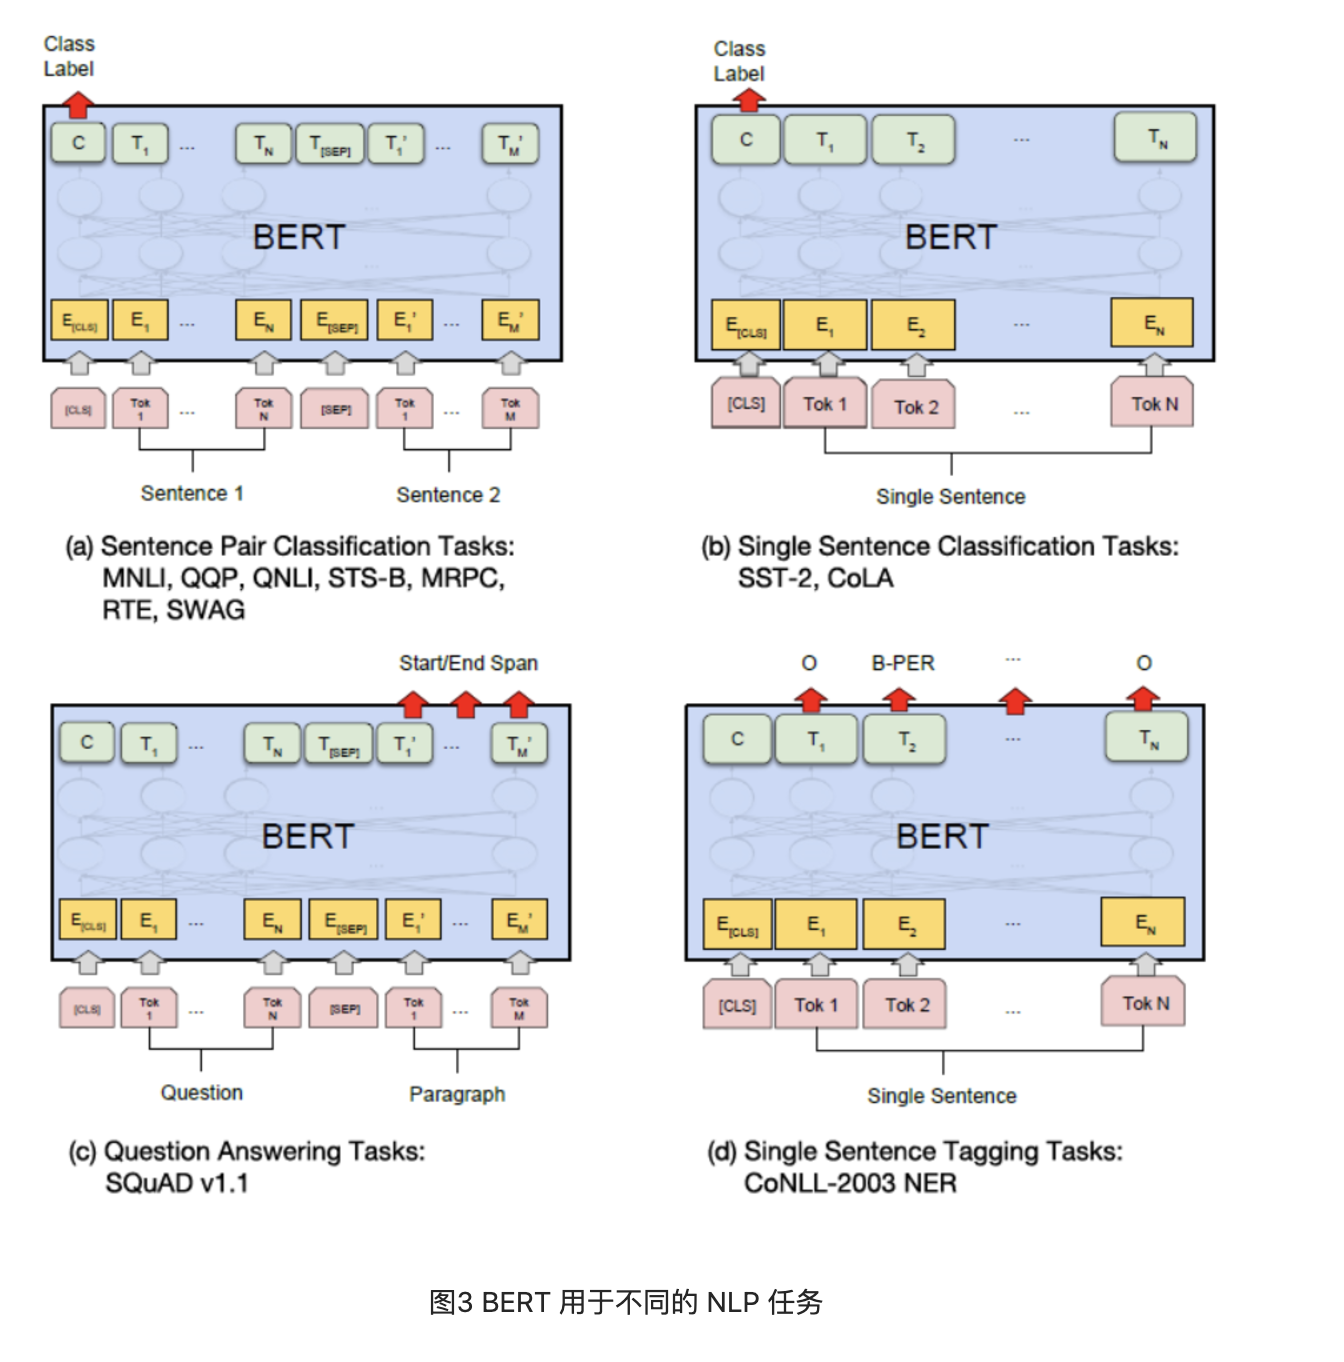 Class
Label
C T1 ... TN T[SEP] T1' ... TM'
...
BERT
...
E[CLS] E1 ... EN E[SEP] E1' ... EM'
[CLS] Tok 1 ... Tok N [SEP] Tok 1 ... Tok M
Sentence 1 Sentence 2
(a) Sentence Pair Classification Tasks:
MNLI, QQP, QNLI, STS-B, MRPC,
RTE, SWAG
Class
Label
C T1 T2 ... TN
...
BERT
...
E[CLS] E1 E2 ... EN
[CLS] Tok 1 Tok 2 ... Tok N
Single Sentence
(b) Single Sentence Classification Tasks:
SST-2, CoLA
Start/End Span
C T1 ... TN T[SEP] T1' ... TM'
...
BERT
...
E[CLS] E1 ... EN E[SEP] E1' ... EM'
[CLS] Tok 1 ... Tok N [SEP] Tok 1 ... Tok M
Question Paragraph
(c) Question Answering Tasks:
SQuAD v1.1
O B-PER ... O
C T1 T2 ... TN
...
BERT
...
E[CLS] E1 E2 ... EN
[CLS] Tok 1 Tok 2 ... Tok N
Single Sentence
(d) Single Sentence Tagging Tasks:
CoNLL-2003 NER
图3 BERT 用于不同的 NLP 任务